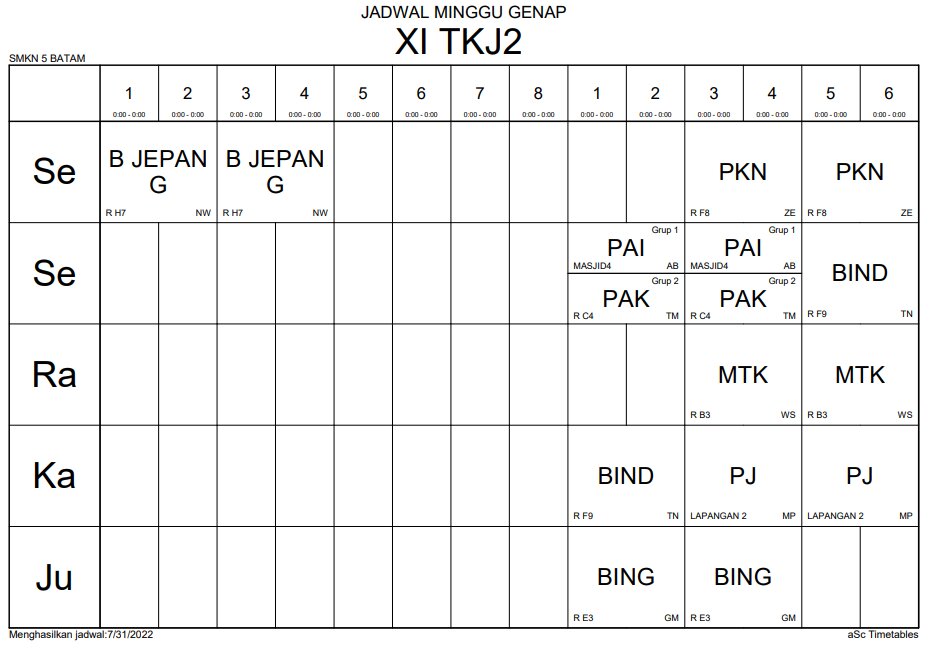 JADWAL MINGGU GENAP
XI TKJ2
SMKN 5 BATAM
1 2 3 4 5 6 7 8 1 2 3 4 5 6
0:00 - 0:00 0:00 - 0:00 0:00 - 0:00 0:00 - 0:00 0:00 - 0:00 0:00 - 0:00 0:00 - 0:00 0:00 - 0:00 0:00 - 0:00 0:00 - 0:00 0:00 - 0:00 0:00 - 0:00 0:00 - 0:00 0:00 - 0:00
Se
B JEPAN
G
R H7 NW
B JEPAN
G
R H7 NW
PKN
R F8 ZE
PKN
R F8 ZE
Se
Grup 1
PAI
MASJID4 AB
Grup 1
PAI
MASJID4 AB
Grup 2
PAK
R C4 TM
Grup 2
PAK
R C4 TM
BIND
R F9 TN
Ra
MTK
R B3 WS
MTK
R B3 WS
Ka
BIND
R F9 TN
PJ
LAPANGAN 2 MP
PJ
LAPANGAN 2 MP
Ju
BING
R E3 GM
BING
R E3 GM
Menghasilkan jadwal:7/31/2022
aSc Timetables